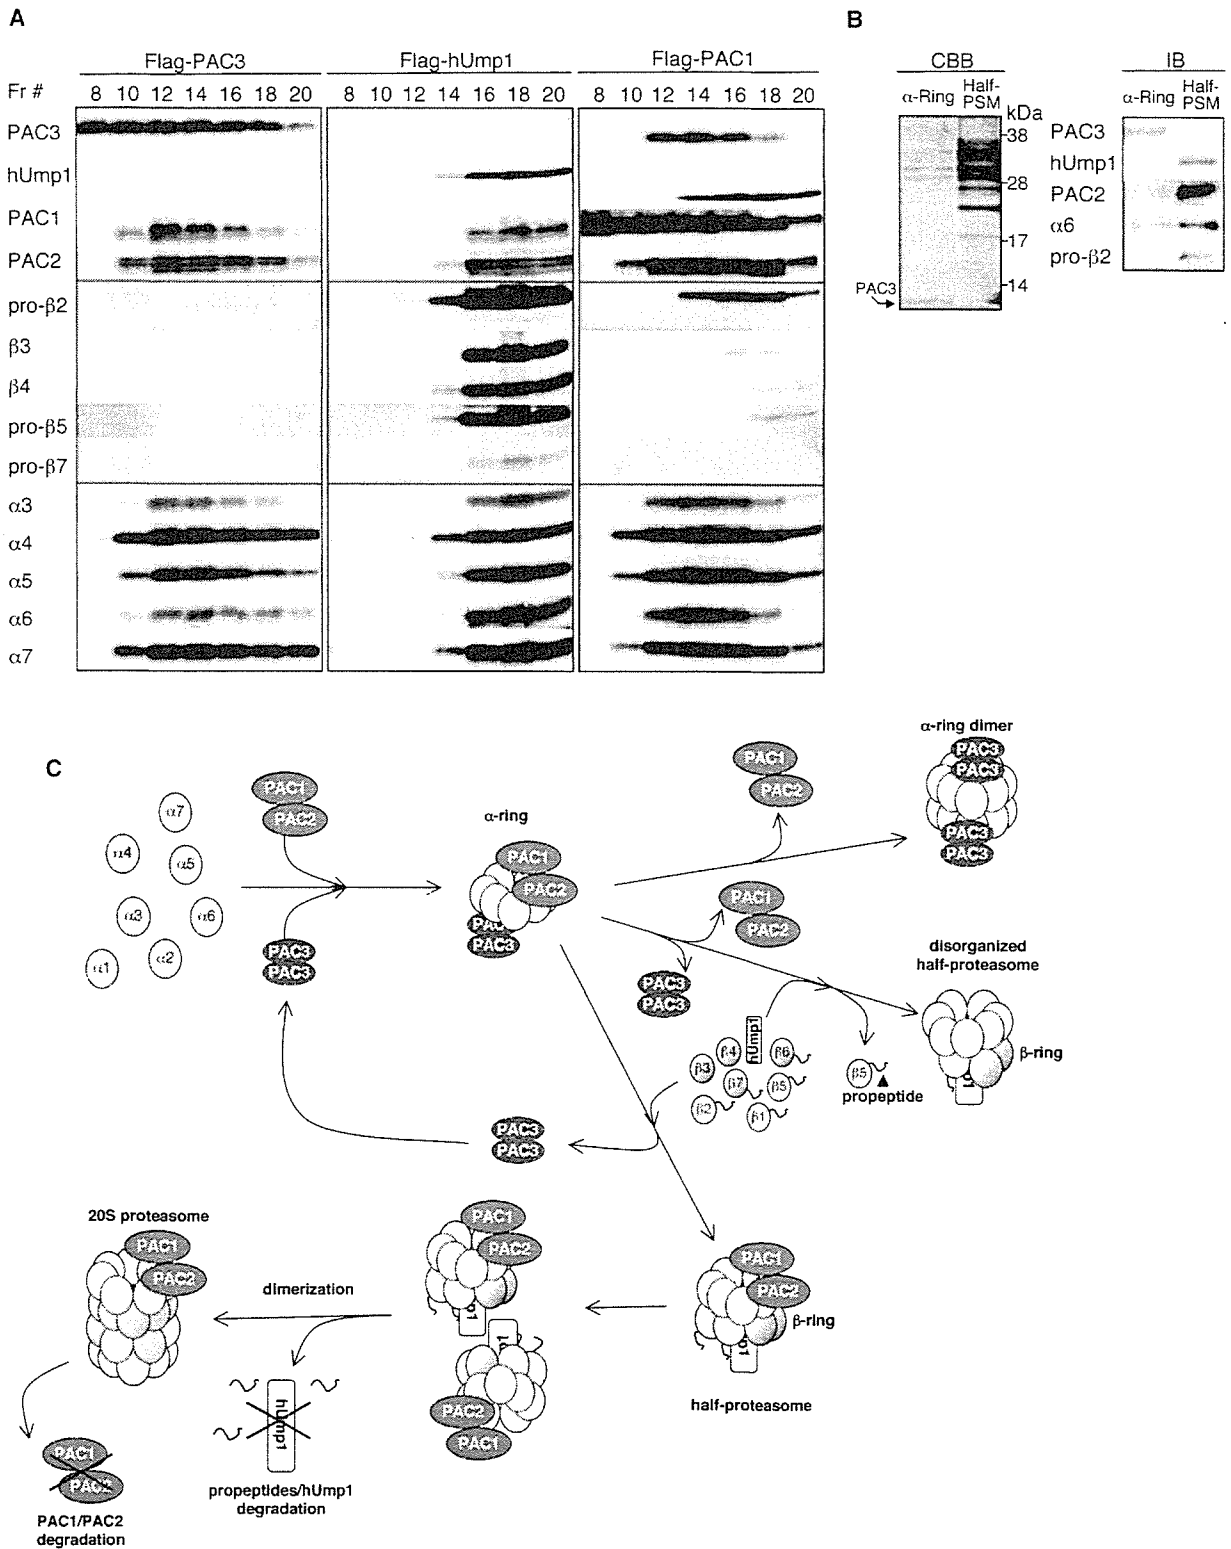 A
Flag-PAC3 Flag-hUmp1 Flag-PAC1
Fr # 8 10 12 14 16 18 20 8 10 12 14 16 18 20 8 10 12 14 16 18 20
PAC3
hUmp1
PAC1
PAC2
pro-β2
β3
β4
pro-β5
pro-β7
α3
α4
α5
α6
α7
B
CBB
α-Ring
Half-
PSM
kDa
38
28
17
14
PAC3
IB
α-Ring
Half-
PSM
PAC3
hUmp1
PAC2
α6
pro-β2
C
α7
α4
α5
α3
α6
α2
α1
PAC1
PAC2
PAC3
PAC3
α-ring
PAC1
PAC2
PAC3
PAC1
PAC2
α-ring dimer
PAC3
PAC3
PAC3
PAC3
PAC1
PAC2
PAC3
PAC3
disorganized
half-proteasome
β-ring
hUmp1
β4
β6
β3
β7
β5
β2
β1
β5
propeptide
PAC3
PAC3
20S proteasome
PAC1
PAC2
dimerization
PAC1
PAC2
PAC2
PAC1
PAC1
PAC2
β-ring
half-proteasome
hUmp1
propeptides/hUmp1
degradation
PAC1
PAC2
PAC1/PAC2
degradation